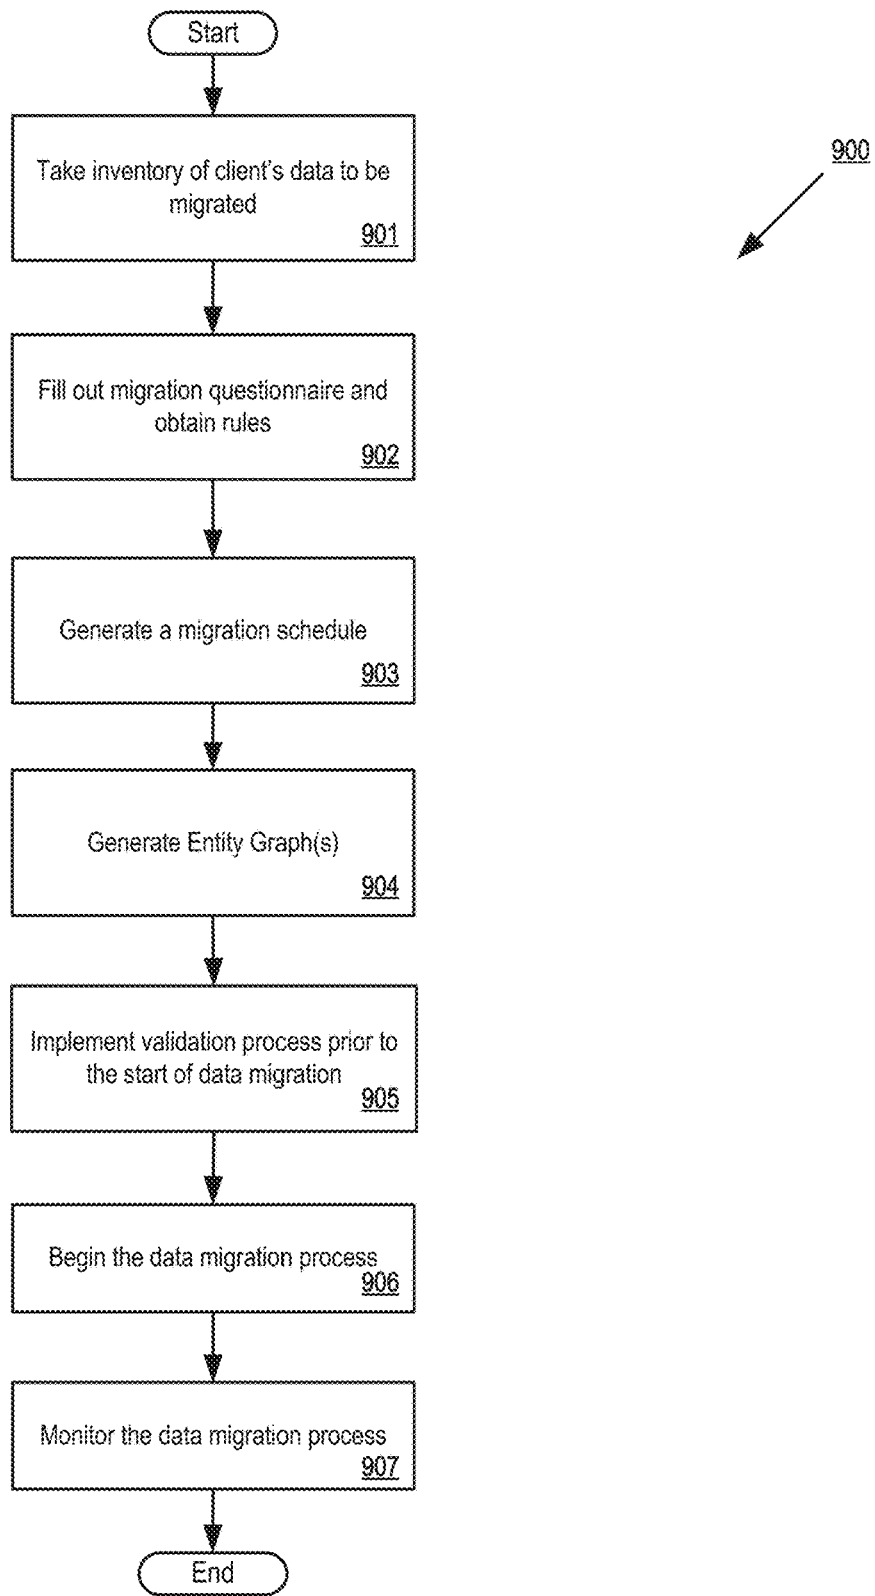 Start
900
Take inventory of client's data to be
migrated
901
Fill out migration questionnaire and
obtain rules
902
Generate a migration schedule
903
Generate Entity Graph(s)
904
Implement validation process prior to
the start of data migration
905
Begin the data migration process
906
Monitor the data migration process
907
End